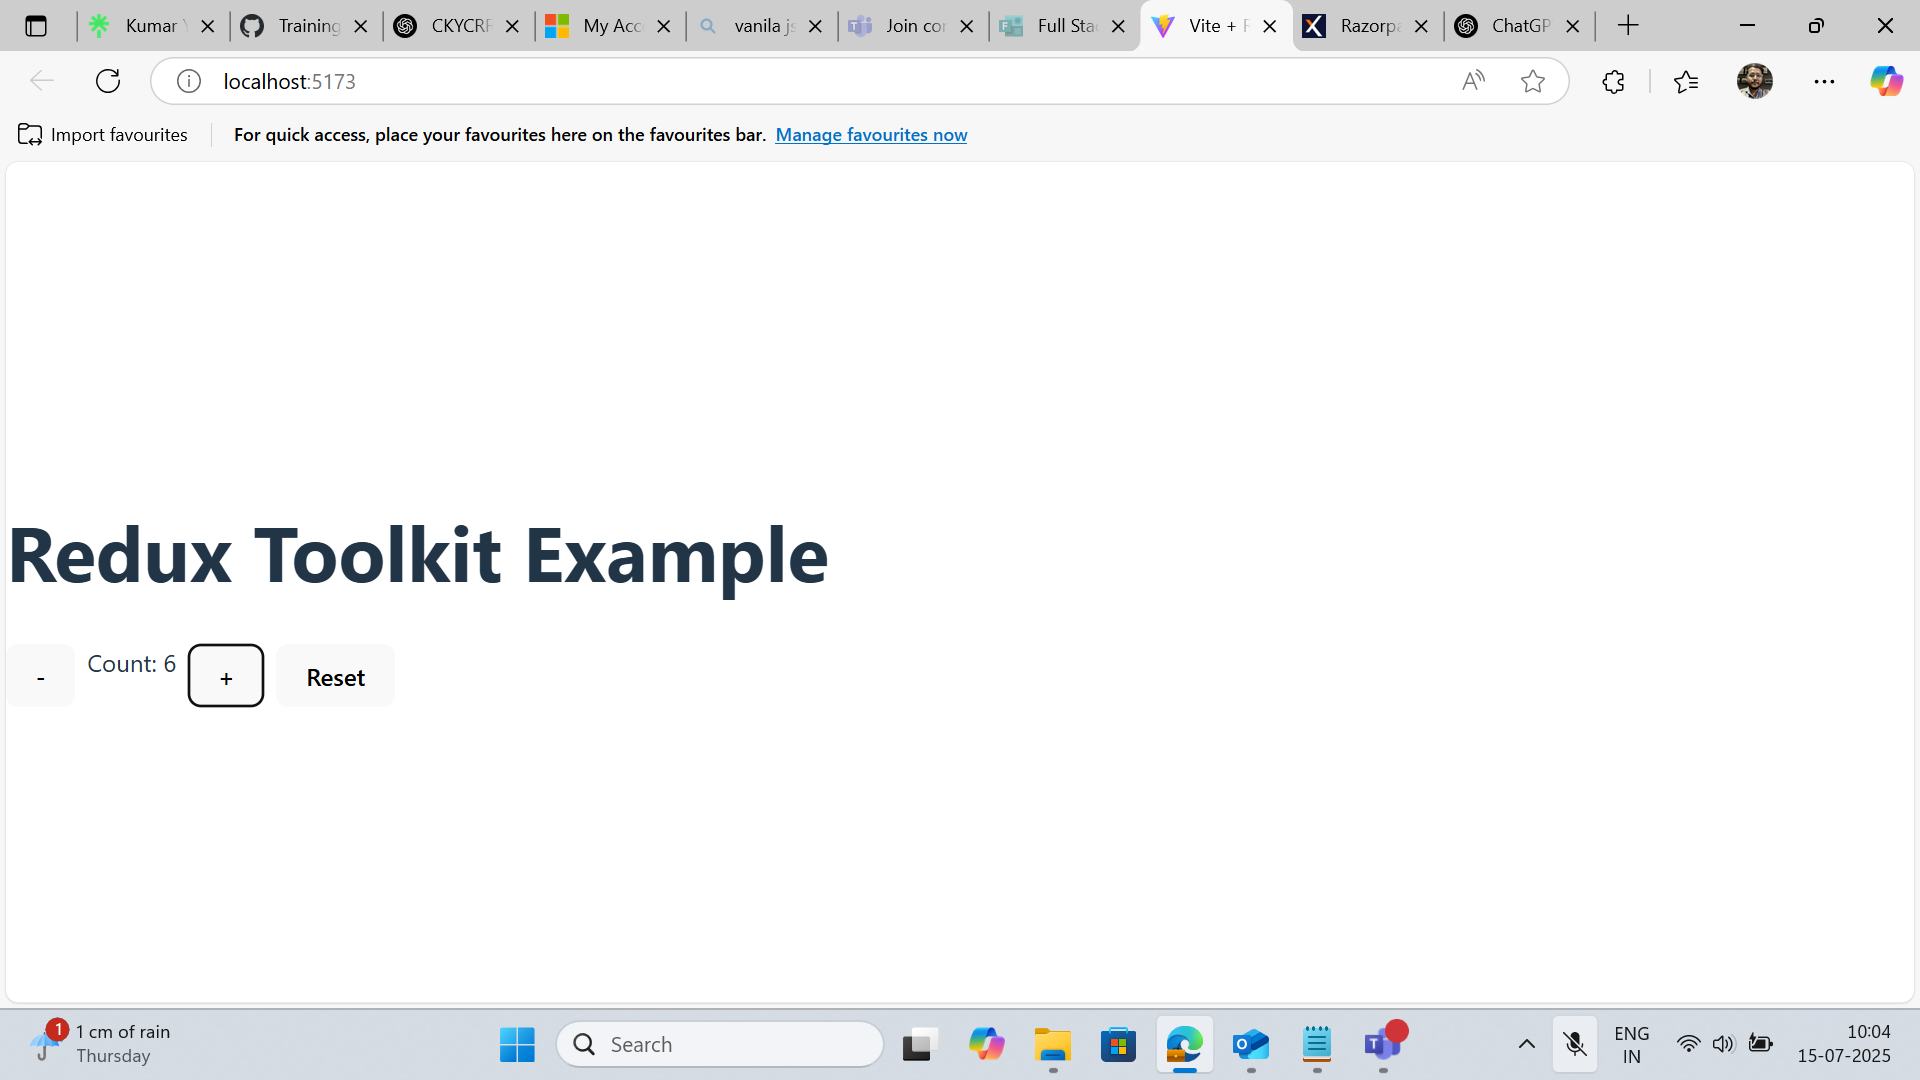 Kumar
Training
CKYCRR
My Acc
vanila js
Join cor
Full Sta
Vite + R
Razorpa
ChatGP
localhost:5173
Import favourites
For quick access, place your favourites here on the favourites bar. Manage favourites now
Redux Toolkit Example
- Count: 6 + Reset
1
1 cm of rain
Thursday
Search
ENG
IN
10:04
15-07-2025